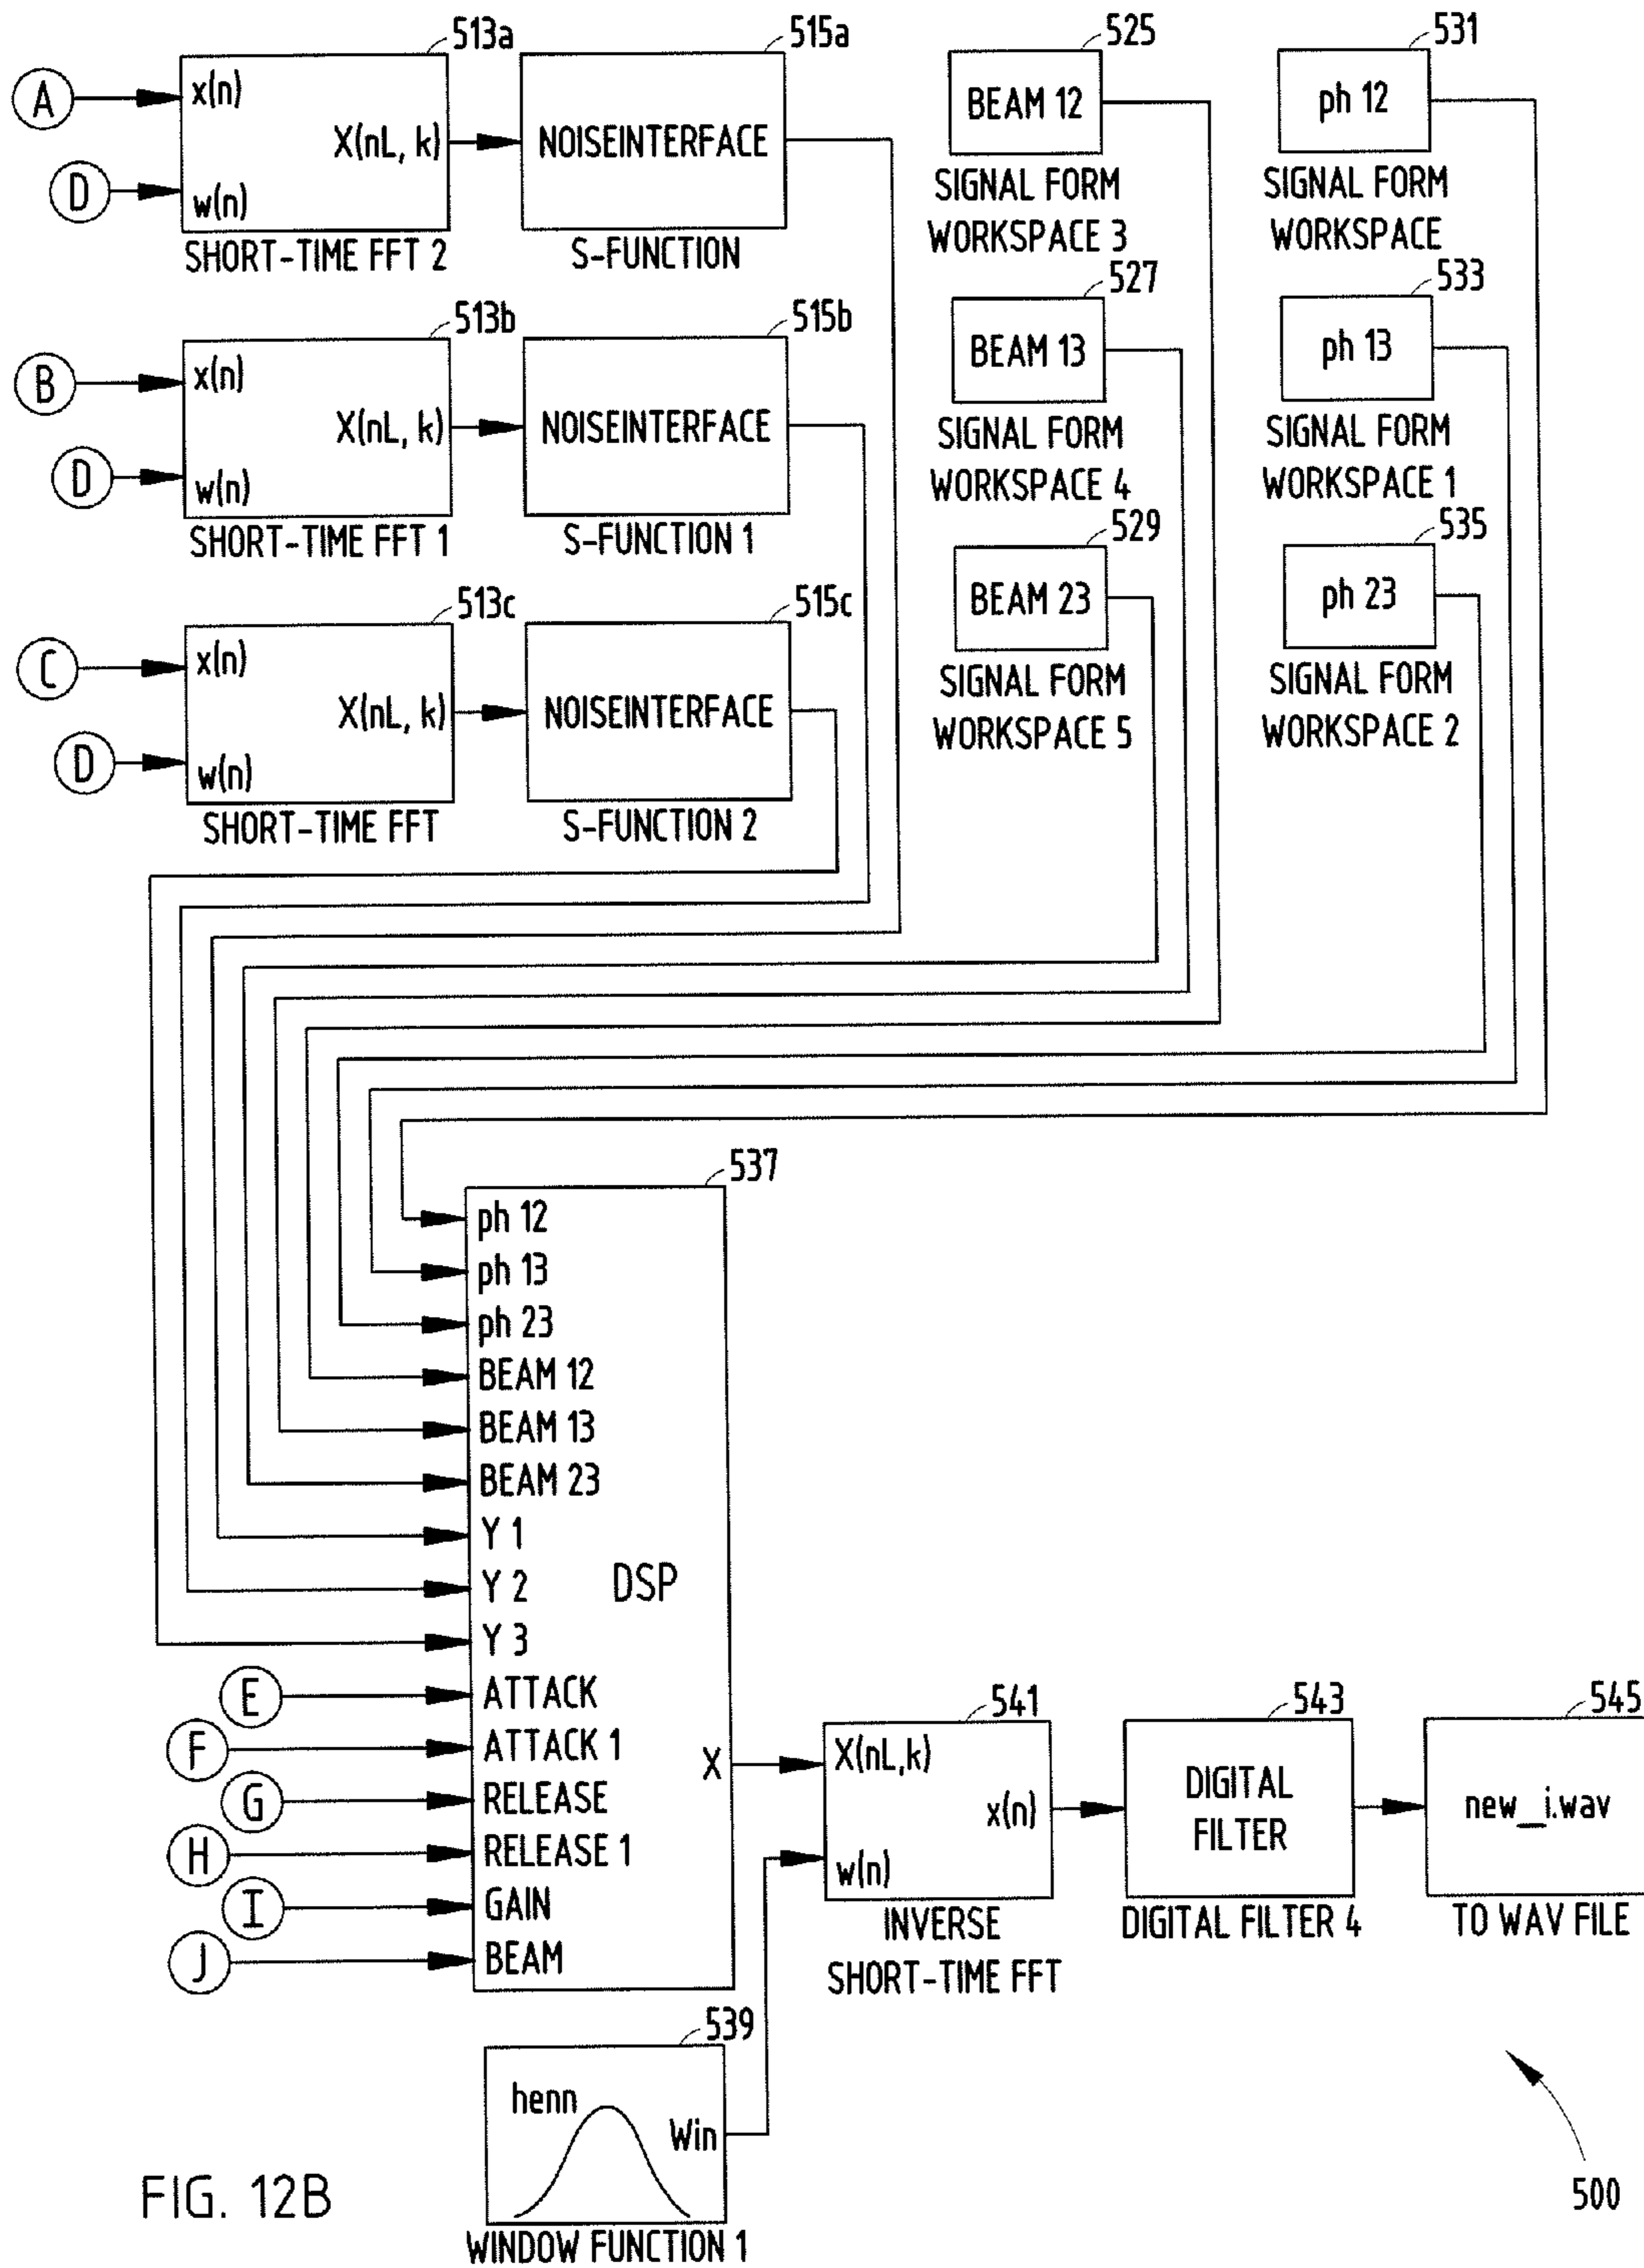 513a
515a
525
531
A
x(n)
X(nL, k)
D
w(n)
SHORT-TIME FFT 2
NOISEINTERFACE
S-FUNCTION
BEAM 12
SIGNAL FORM
WORKSPACE 3
ph 12
SIGNAL FORM
WORKSPACE
513b
515b
527
533
B
x(n)
X(nL, k)
D
w(n)
SHORT-TIME FFT 1
NOISEINTERFACE
S-FUNCTION 1
BEAM 13
SIGNAL FORM
WORKSPACE 4
ph 13
SIGNAL FORM
WORKSPACE 1
513c
515c
529
535
C
x(n)
X(nL, k)
D
w(n)
SHORT-TIME FFT
NOISEINTERFACE
S-FUNCTION 2
BEAM 23
SIGNAL FORM
WORKSPACE 5
ph 23
SIGNAL FORM
WORKSPACE 2
537
ph 12
ph 13
ph 23
BEAM 12
BEAM 13
BEAM 23
Y 1
Y 2
Y 3
DSP
E
ATTACK
F
ATTACK 1
G
RELEASE
H
RELEASE 1
I
GAIN
J
BEAM
X
541
X(nL,k)
x(n)
w(n)
INVERSE
SHORT-TIME FFT
543
DIGITAL
FILTER
DIGITAL FILTER 4
545
new_i.wav
TO WAV FILE
539
henn
Win
WINDOW FUNCTION 1
500
FIG. 12B